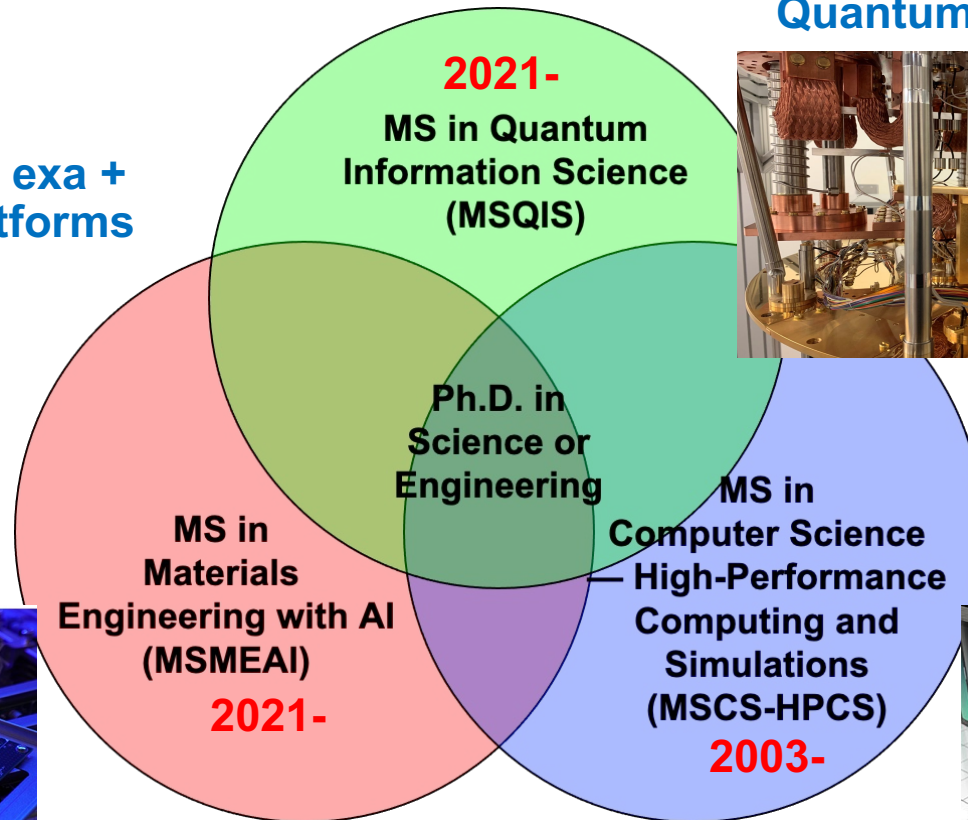 Quantum
2021-
MS in Quantum
Information Science
(MSQIS)
exa +
Ph.D. in
Science or
Engineering
MS in
Materials
Engineering with AI
(MSMEAI)
2021-
MS in
Computer Science
— High-Performance
Computing and
Simulations
(MSCS-HPCS)
2003-